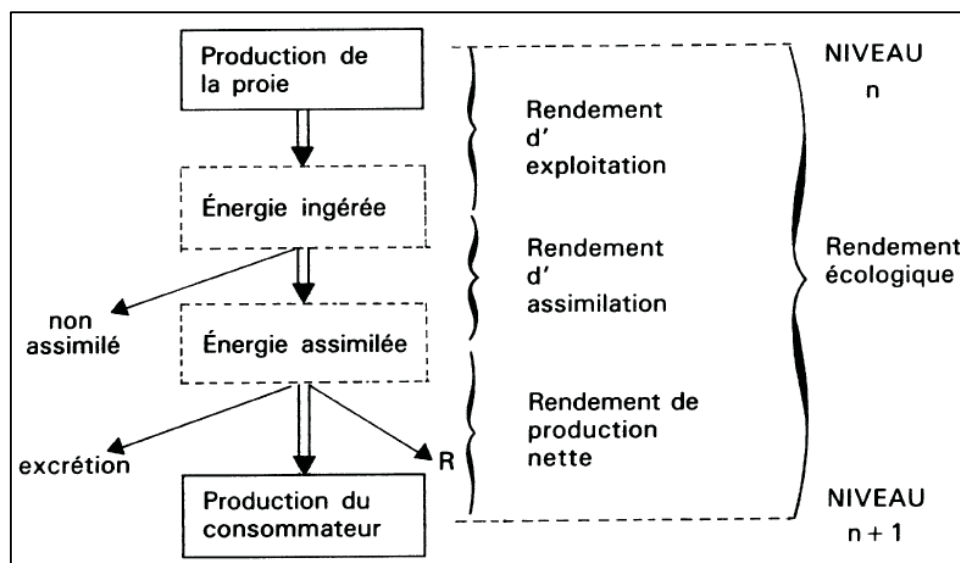 Production de
la proie
Énergie ingérée
non
assimilé
Énergie assimilée
excrétion
R
Production du
consommateur
Rendement
d'
exploitation
Rendement
d'
assimilation
Rendement de
production
nette
NIVEAU
n
Rendement
écologique
NIVEAU
n + 1